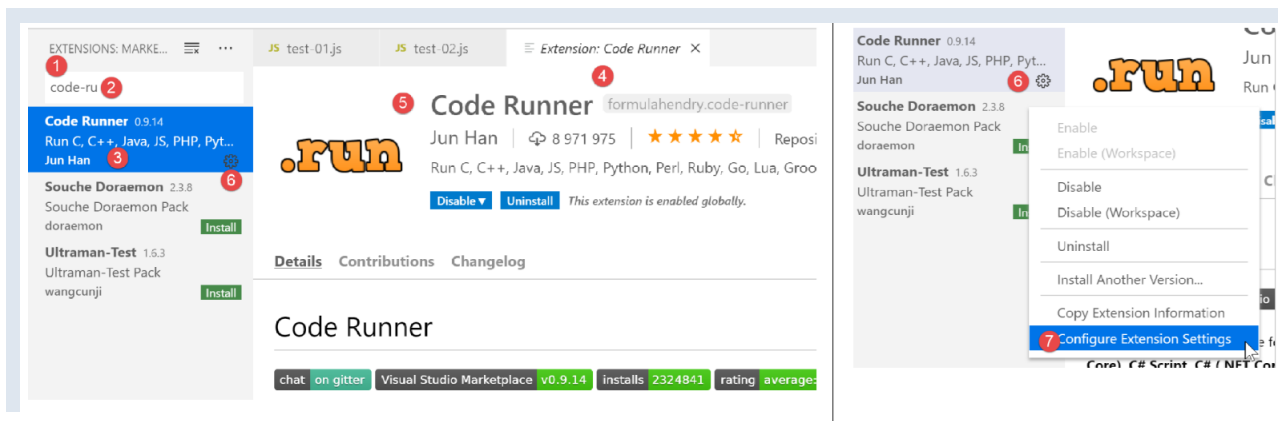 EXTENSIONS: MARKE... ...
1
code-ru 2
Code Runner 0.9.14
Run C, C++, Java, JS, PHP, Pyt...
Jun Han 3
6
Souche Doraemon 2.3.8
Souche Doraemon Pack
doraemon Install
Ultraman-Test 1.6.3
Ultraman-Test Pack
wangcunji Install
JS test-01.js JS test-02.js Extension: Code Runner ×
4
5 Code Runner formulahendry.code-runner
.run
Jun Han | 8 971 975 | Reposi
Run C, C++, Java, JS, PHP, Python, Perl, Ruby, Go, Lua, Groo
Disable Uninstall This extension is enabled globally.
Details Contributions Changelog
Code Runner
chat on gitter Visual Studio Marketplace v0.9.14 installs 2324841 rating average:
Code Runner 0.9.14
Run C, C++, Java, JS, PHP, Pyt...
Jun Han 6
Souche Doraemon 2.3.8
Souche Doraemon Pack
doraemon In
Ultraman-Test 1.6.3
Ultraman-Test Pack
wangcunji In
.run
Jun
Run
Enable
Enable (Workspace)
Disable
Disable (Workspace)
Uninstall
Install Another Version...
Copy Extension Information
7 Configure Extension Settings
Core), C# Script, C# (.NET Cor